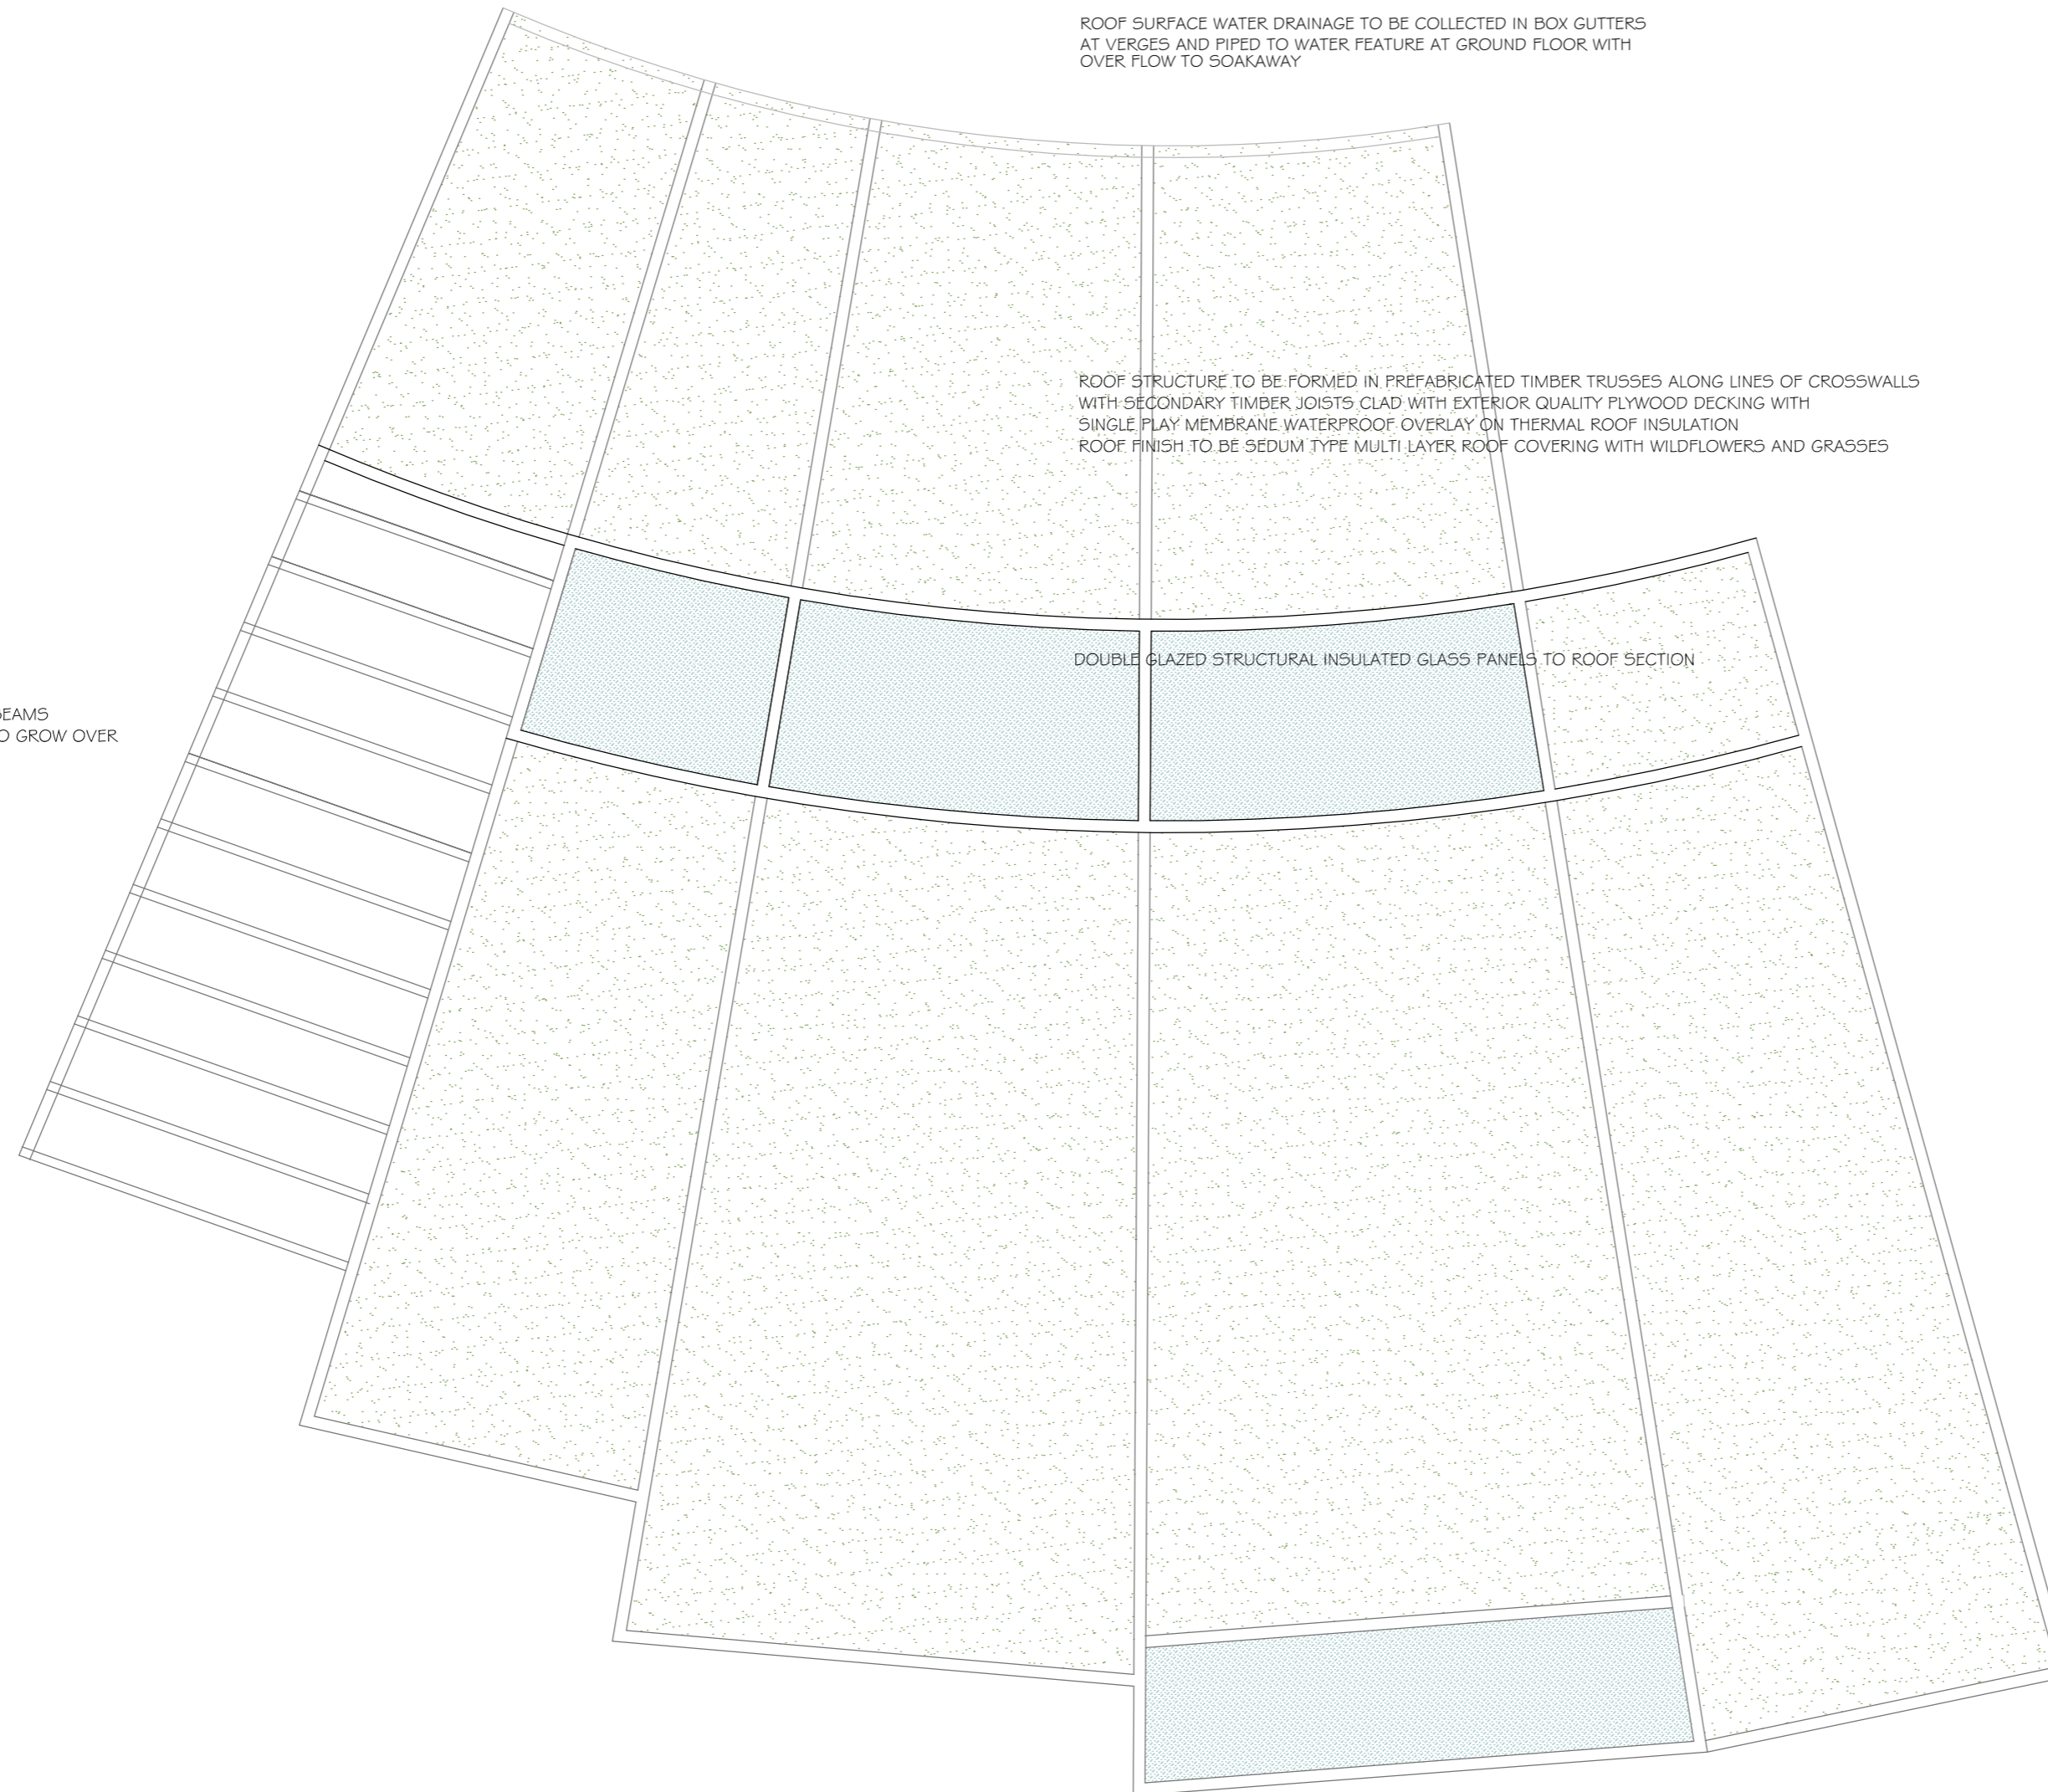 ROOF SURFACE WATER DRAINAGE TO BE COLLECTED IN BOX GUTTERS
AT VERGES AND PIPED TO WATER FEATURE AT GROUND FLOOR WITH
OVER FLOW TO SOAKAWAY
ROOF STRUCTURE TO BE FORMED IN PREFABRICATED TIMBER TRUSSES ALONG LINES OF CROSSWALLS
WITH SECONDARY TIMBER JOISTS CLAD WITH EXTERIOR QUALITY PLYWOOD DECKING WITH
SINGLE PLAY MEMBRANE WATERPROOF OVERLAY ON THERMAL ROOF INSULATION
ROOF FINISH TO BE SEDUM TYPE MULTI LAYER ROOF COVERING WITH WILDFLOWERS AND GRASSES
DOUBLE GLAZED STRUCTURAL INSULATED GLASS PANELS TO ROOF SECTION
GROW OVER